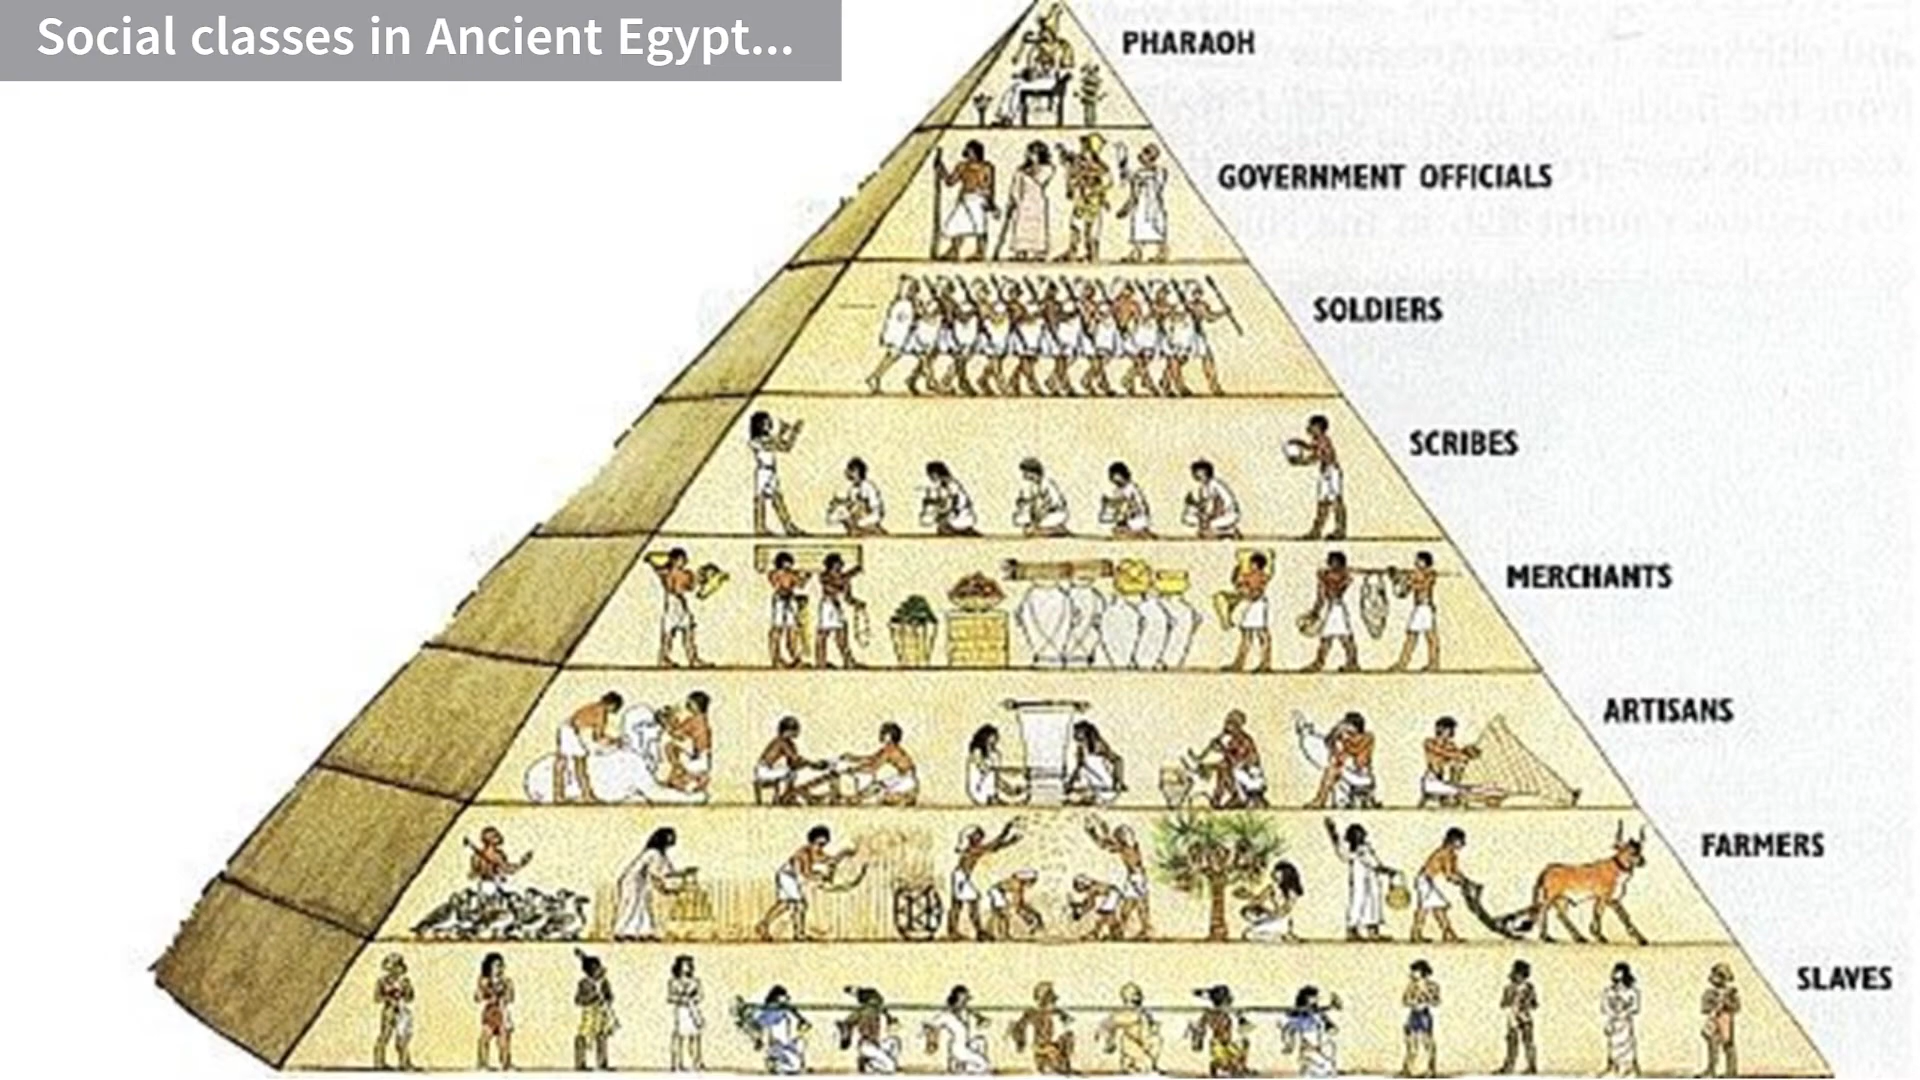 Social classes in Ancient Egypt...
PHARAOH
GOVERNMENT OFFICIALS
SOLDIERS
SCRIBES
MERCHANTS
ARTISANS
FARMERS
SLAVES